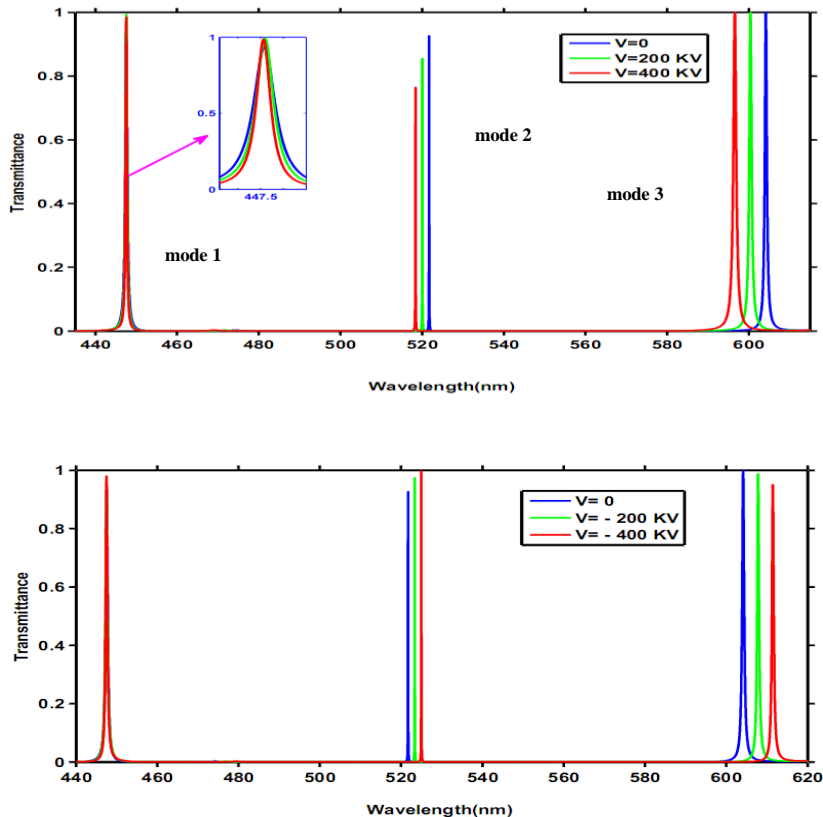 1
0.8
0.6
0.4
0.2
0
Transmittance
1
0.5
0
447.5
V=0
V=200 KV
V=400 KV
mode 1
mode 2
mode 3
440 460 480 500 520 540 560 580 600
Wavelength(nm)
1
0.8
0.6
0.4
0.2
0
Transmittance
V= 0
V= - 200 KV
V= - 400 KV
440 460 480 500 520 540 560 580 600 620
Wavelength(nm)